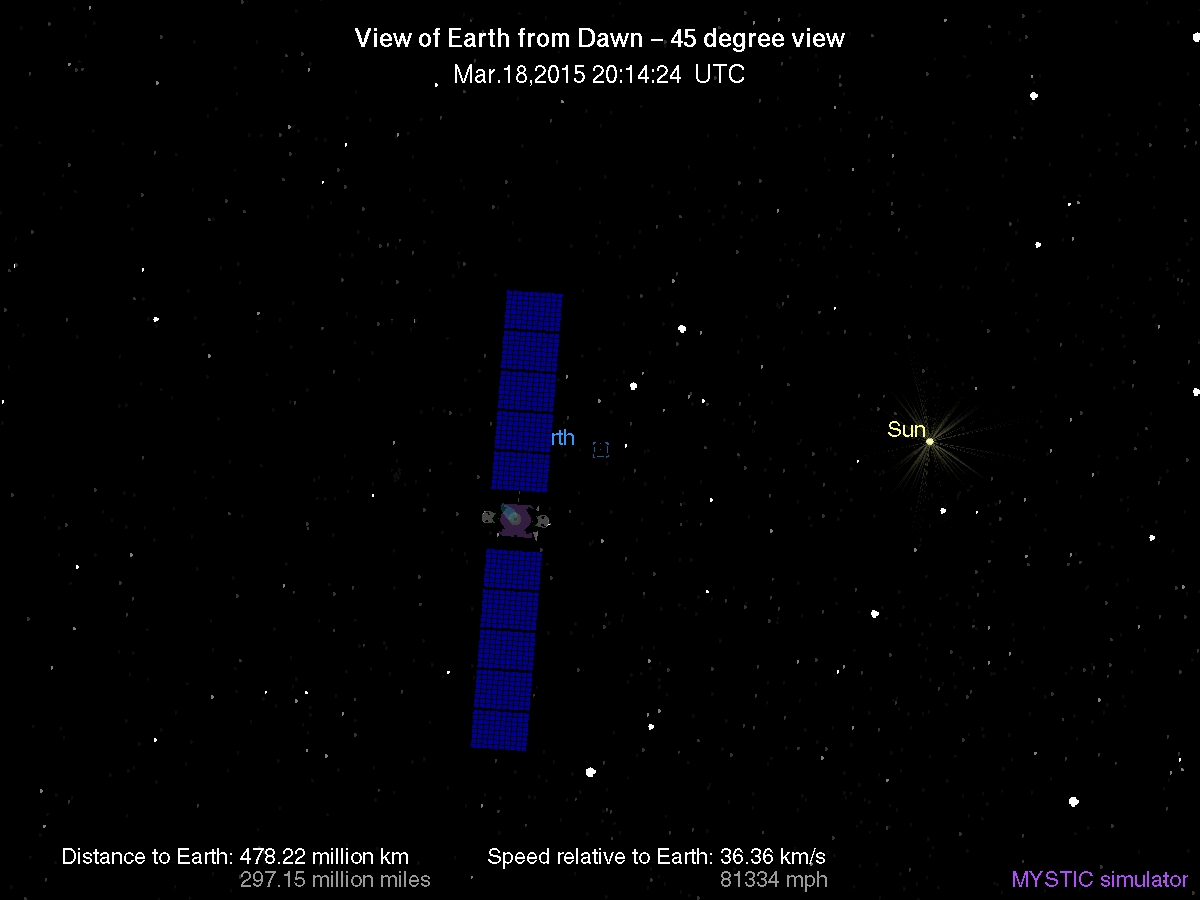 View of Earth from Dawn – 45 degree view
Mar.18,2015 20:14:24 UTC
Sun
rth
Distance to Earth: 478.22 million km
297.15 million miles
Speed relative to Earth: 36.36 km/s
81334 mph
MYSTIC simulator